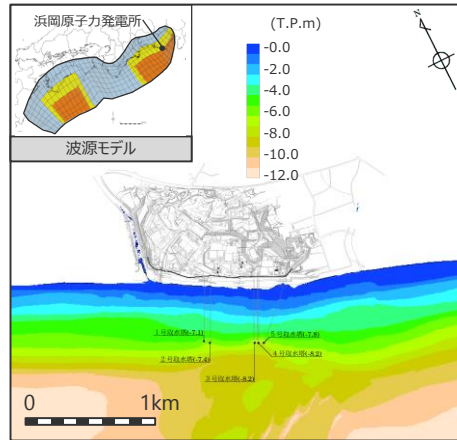 浜岡原子力発電所
波源モデル
(T.P.m)
-0.0
-2.0
-4.0
-6.0
-8.0
-10.0
-12.0
N
1号取水塔(-7.1)
2号取水塔(-7.4)
3号取水塔(-8.2)
4号取水塔(-8.2)
5号取水塔(-7.8)
0 1km